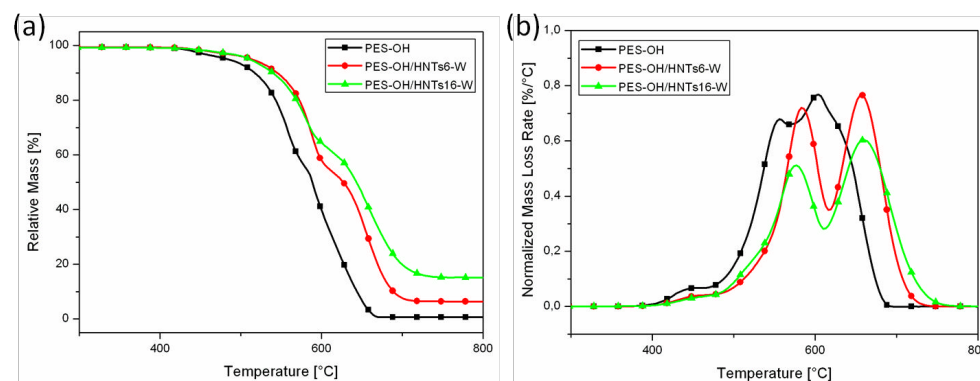 (a)
100
80
60
40
20
0
Relative Mass [%]
PES-OH
PES-OH/HNTs6-W
PES-OH/HNTs16-W
400
600
800
Temperature [°C]
(b)
1,0
0,8
0,6
0,4
0,2
0,0
Normalized Mass Loss Rate [%/°C]
PES-OH
PES-OH/HNTs6-W
PES-OH/HNTs16-W
400
600
800
Temperature [°C]